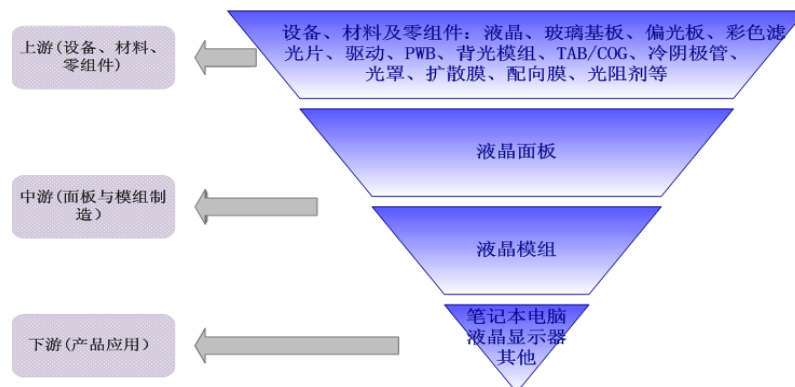 上游(设备、材料、
零组件)
设备、材料及零组件: 液晶、玻璃基板、偏光板、彩色滤
光片、驱动、PWB、背光模组、TAB/COG、冷阴极管、
光罩、扩散膜、配向膜、光阻剂等
液晶面板
中游(面板与模组制
造)
液晶模组
下游(产品应用)
笔记本电脑
液晶显示器
其他